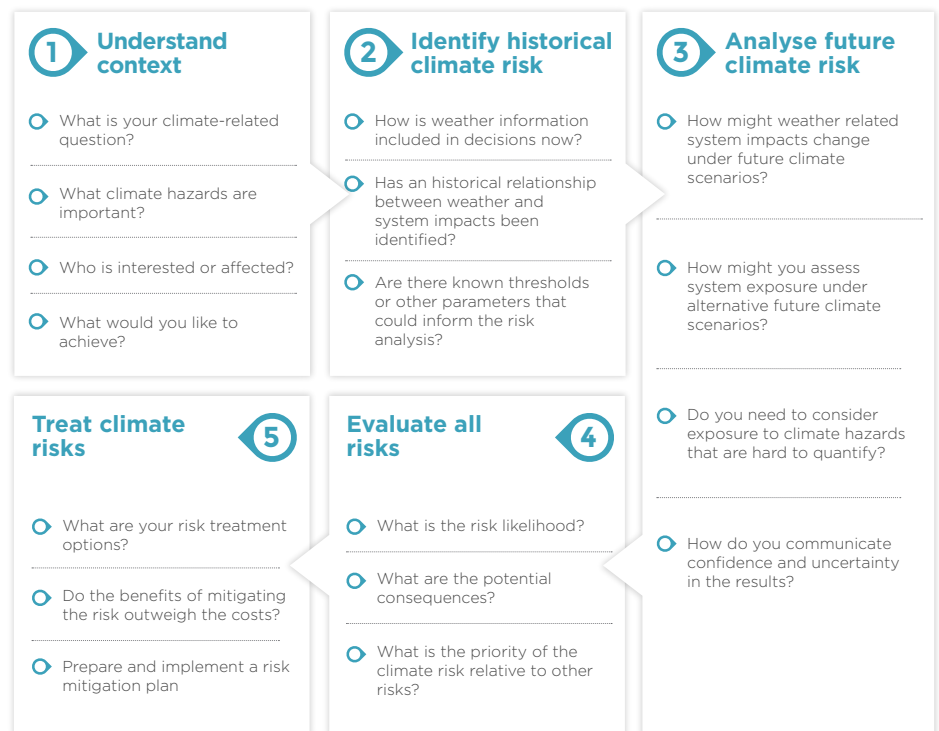 1
Understand
context
What is your climate-related
question?
What climate hazards are
important?
Who is interested or affected?
What would you like to
achieve?
2
Identify historical
climate risk
How is weather information
included in decisions now?
Has an historical relationship
between weather and
system impacts been
identified?
Are there known thresholds
or other parameters that
could inform the risk
analysis?
3
Analyse future
climate risk
How might weather related
system impacts change
under future climate
scenarios?
How might you assess
system exposure under
alternative future climate
scenarios?
Do you need to consider
exposure to climate hazards
that are hard to quantify?
How do you communicate
confidence and uncertainty
in the results?
Evaluate all
risks
4
What is the risk likelihood?
What are the potential
consequences?
What is the priority of the
climate risk relative to other
risks?
Treat climate
risks
5
What are your risk treatment
options?
Do the benefits of mitigating
the risk outweigh the costs?
Prepare and implement a risk
mitigation plan